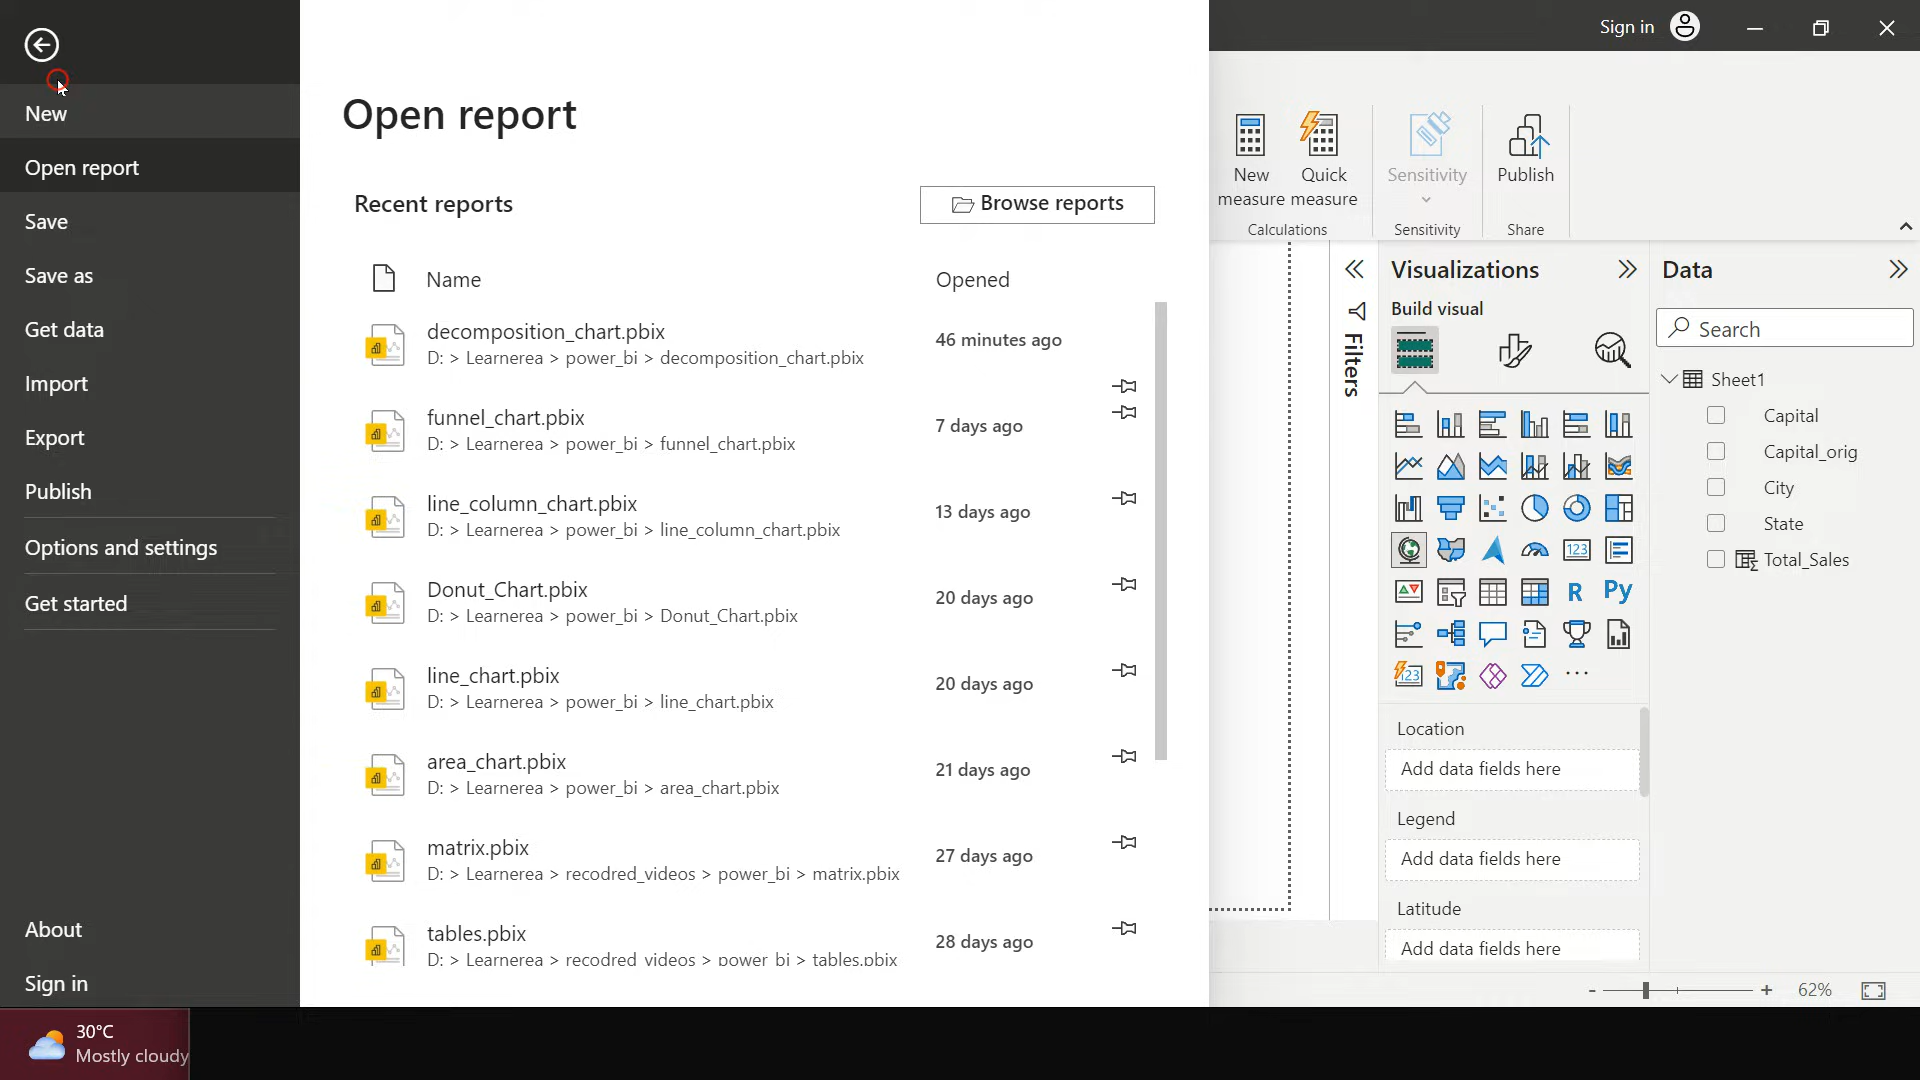 New
Open report
Save
Save as
Get data
Import
Export
Publish
Options and settings
Get started
About
Sign in
30°C
Mostly cloudy
Open report
Recent reports
Browse reports
Name
Opened
decomposition_chart.pbix
D: > Learnerea > power_bi > decomposition_chart.pbix
46 minutes ago
funnel_chart.pbix
D: > Learnerea > power_bi > funnel_chart.pbix
7 days ago
line_column_chart.pbix
D: > Learnerea > power_bi > line_column_chart.pbix
13 days ago
Donut_Chart.pbix
D: > Learnerea > power_bi > Donut_Chart.pbix
20 days ago
line_chart.pbix
D: > Learnerea > power_bi > line_chart.pbix
20 days ago
area_chart.pbix
D: > Learnerea > power_bi > area_chart.pbix
21 days ago
matrix.pbix
D: > Learnerea > recodred_videos > power_bi > matrix.pbix
27 days ago
tables.pbix
D: > Learnerea > recodred_videos > power_bi > tables.pbix
28 days ago
Sign in
New
measure
Quick
measure
Calculations
Sensitivity
Sensitivity
Publish
Share
Filters
Visualizations
Build visual
123
R
Py
123
...
Location
Add data fields here
Legend
Add data fields here
Latitude
Add data fields here
Data
Search
Sheet1
Capital
Capital_orig
City
State
Total_Sales
- + 62%